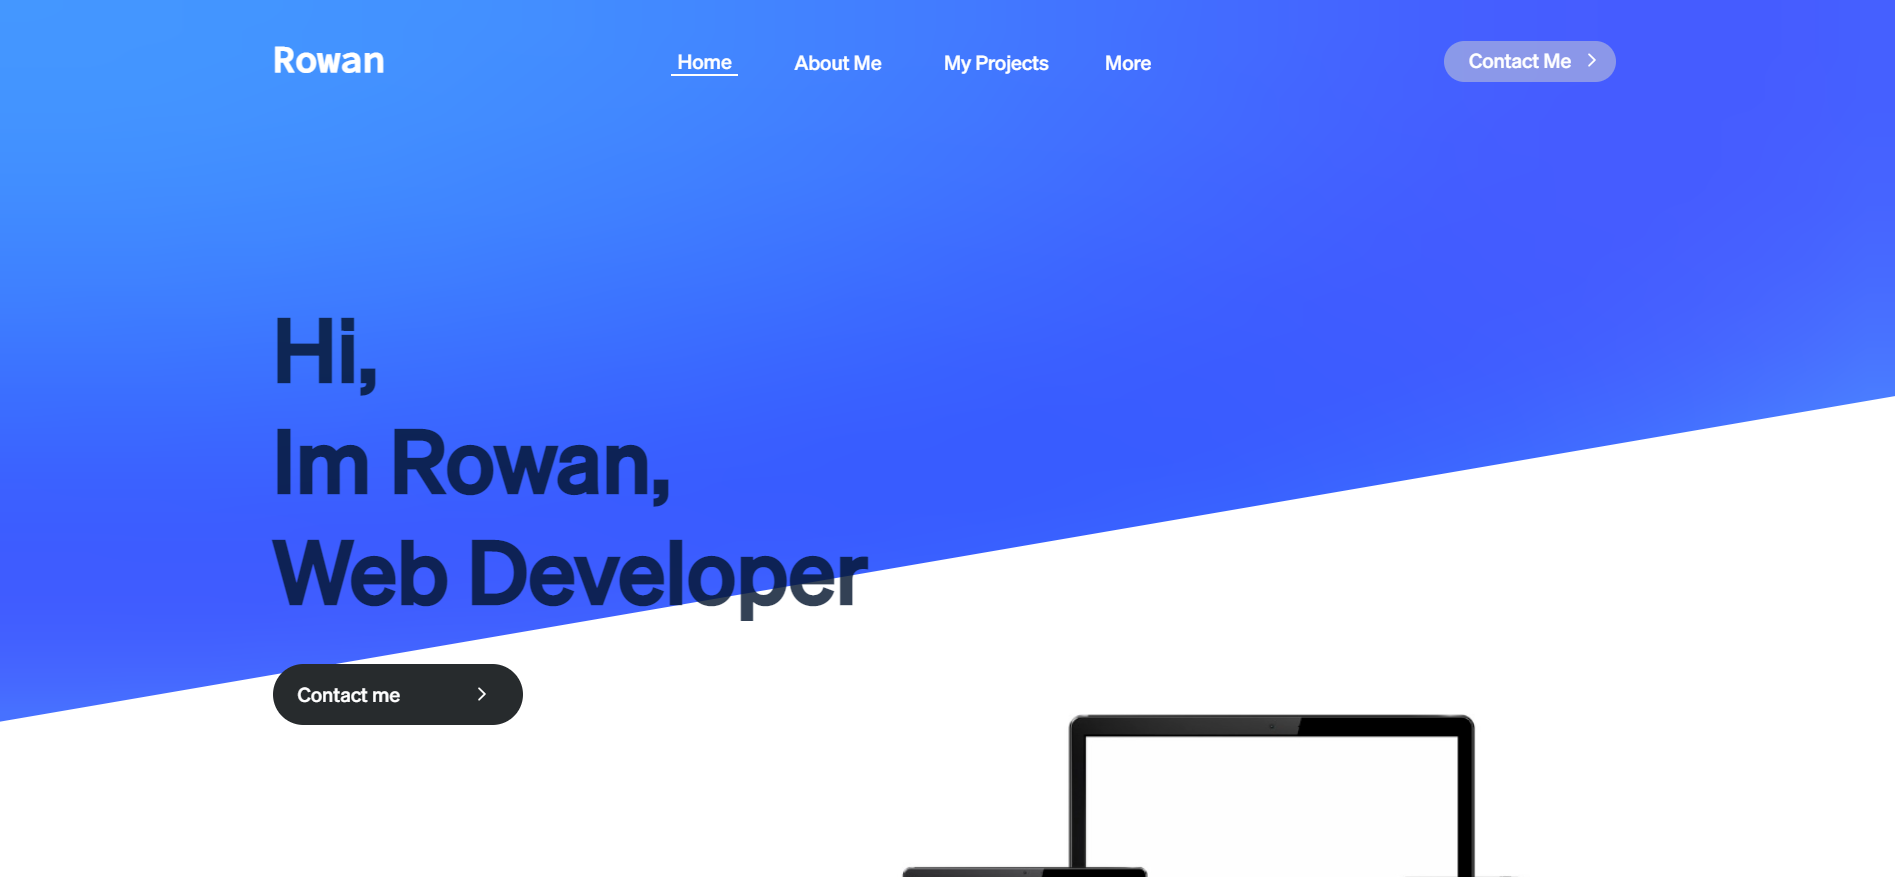 Rowan
Home About Me My Projects More
Contact Me
Hi,
Im Rowan,
Web Developer
Contact me